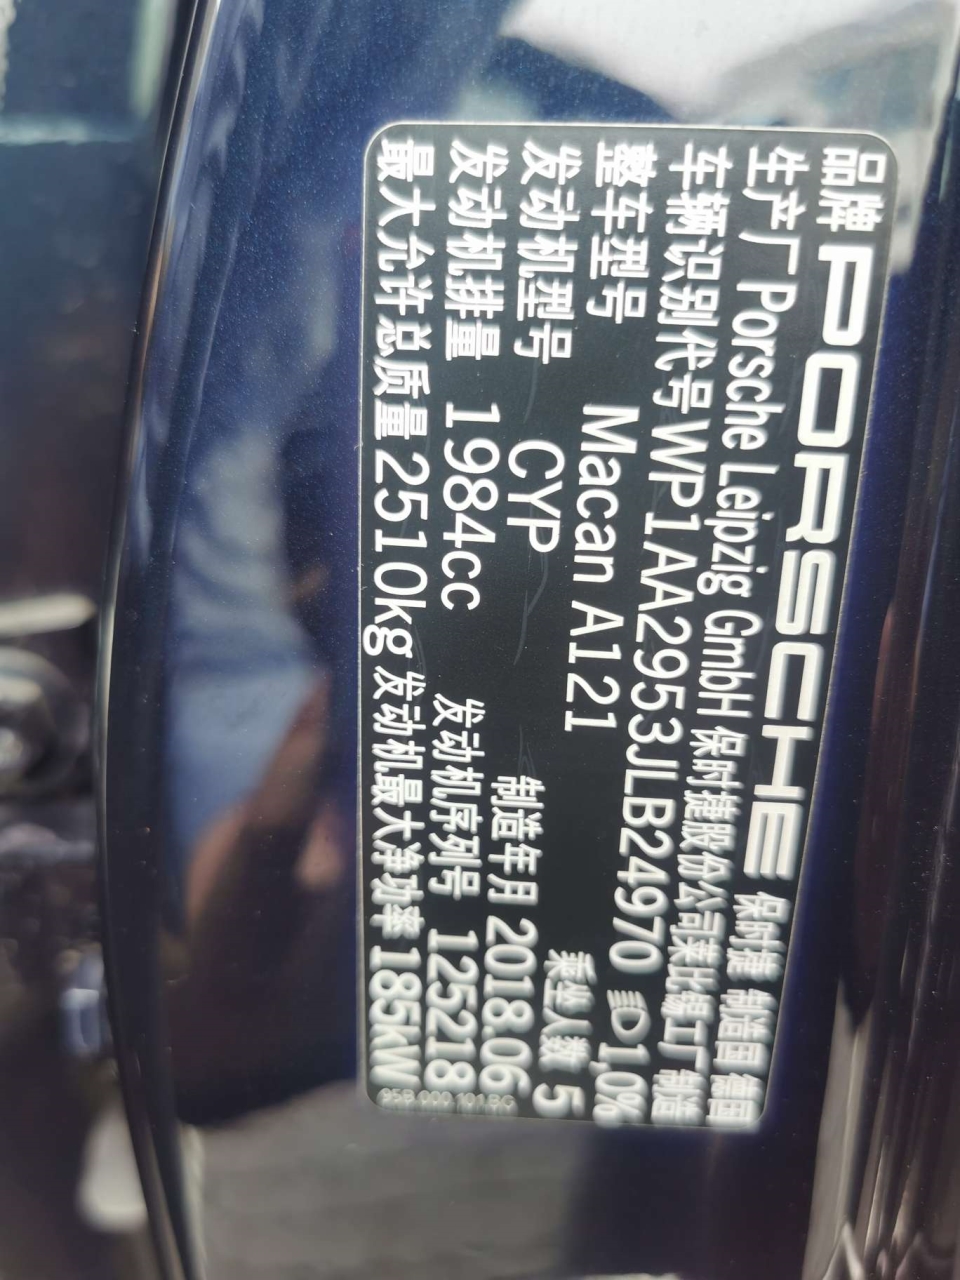 品牌 PORSCHE 保时捷 制造国 德国
生产厂 Porsche Leipzig GmbH 保时捷股份公司莱比锡工厂制造
车辆识别代号 WP1AA2953JLB24970 1,0%
整车型号 Macan A121 乘坐人数 5
发动机型号 CYP 制造年月 2018.06
发动机排量 1984cc 发动机序列号 125218
最大允许总质量 2510kg 发动机最大净功率 185kW
95B 000 101 BG